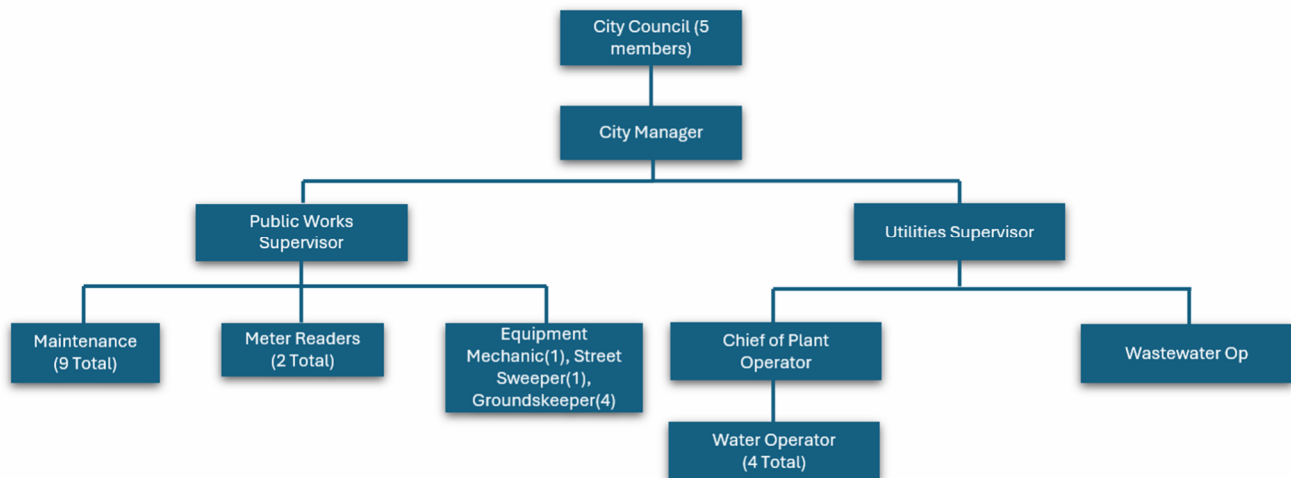 City Council (5
members)
City Manager
Public Works
Supervisor
Utilities Supervisor
Maintenance
(9 Total)
Meter Readers
(2 Total)
Equipment
Mechanic(1), Street
Sweeper(1),
Groundskeeper(4)
Chief of Plant
Operator
Wastewater Op
Water Operator
(4 Total)